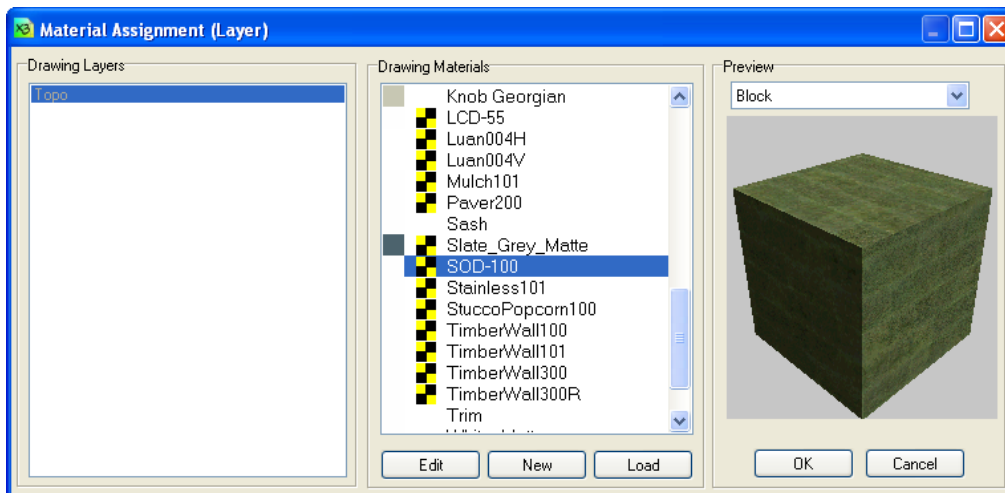 X3 Material Assignment (Layer)
Drawing Layers
Topo
Drawing Materials
Knob Georgian
LCD-55
Luan004H
Luan004V
Mulch101
Paver200
Sash
Slate_Grey_Matte
SOD-100
Stainless101
StuccoPopcorn100
TimberWall100
TimberWall101
TimberWall300
TimberWall300R
Trim
Edit New Load
Preview
Block
OK Cancel